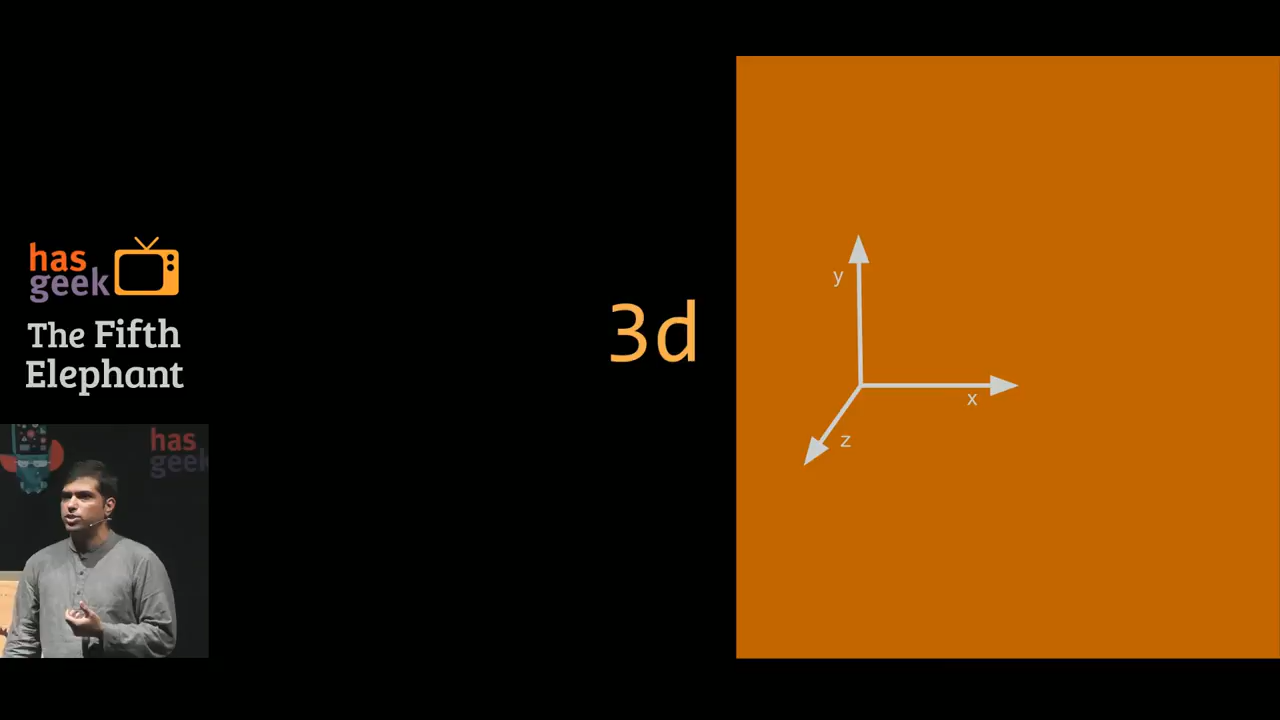 has
geek
The Fifth
Elephant
has
geek
3d
y
x
z